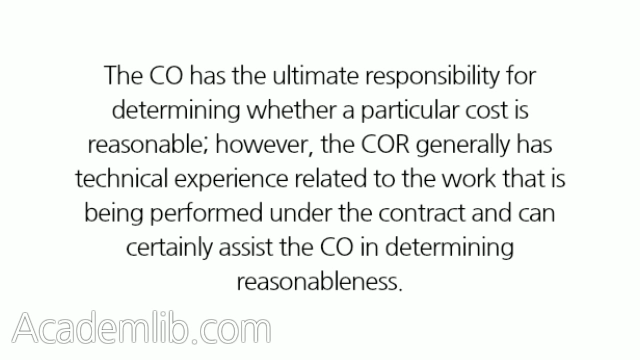 The CO has the ultimate responsibility for
determining whether a particular cost is
reasonable; however, the COR generally has
technical experience related to the work that is
being performed under the contract and can
certainly assist the CO in determining
reasonableness.
Academlib.com